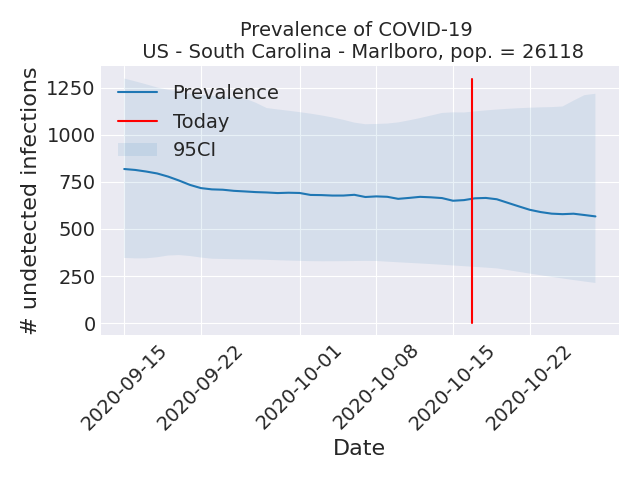 Prevalence of COVID-19
US - South Carolina - Marlboro, pop. = 26118
# undetected infections
1250
1000
750
500
250
0
Prevalence
Today
95CI
2020-09-15
2020-09-22
2020-10-01
2020-10-08
2020-10-15
2020-10-22
Date